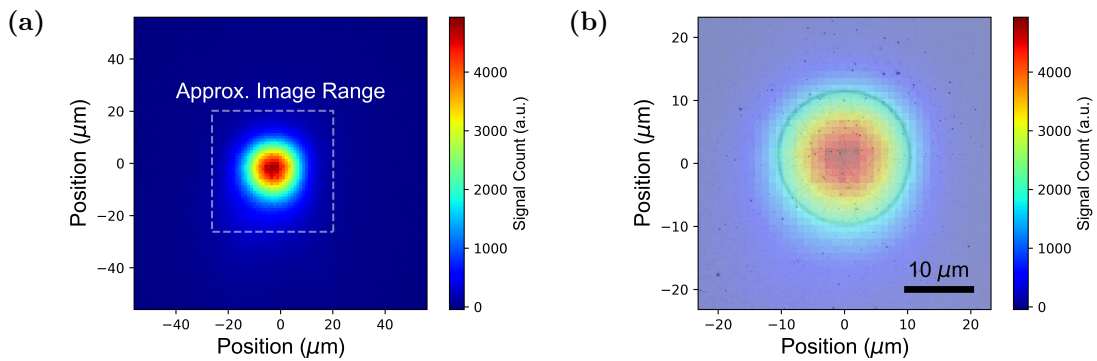 (a)
Approx. Image Range
40
20
0
−20
−40
−40 −20 0 20 40
Position (μm)
Position (μm)
4000
3000
2000
1000
0
Signal Count (a.u.)
(b)
20
10
0
−10
−20
−20 −10 0 10 20
Position (μm)
Position (μm)
10 μm
4000
3000
2000
1000
0
Signal Count (a.u.)